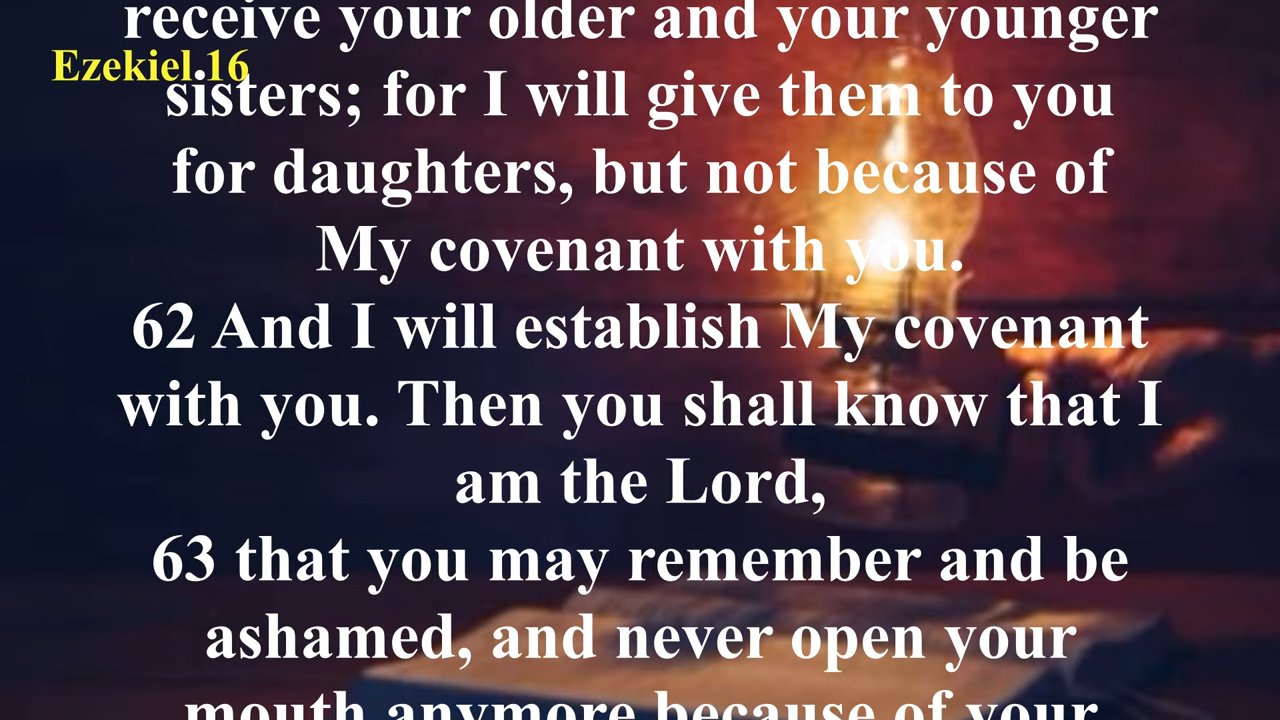 receive your older and your younger
Ezekiel.16
sisters; for I will give them to you
for daughters, but not because of
My covenant with you.
62 And I will establish My covenant
with you. Then you shall know that I
am the Lord,
63 that you may remember and be
ashamed, and never open your
mouth anymore because of your